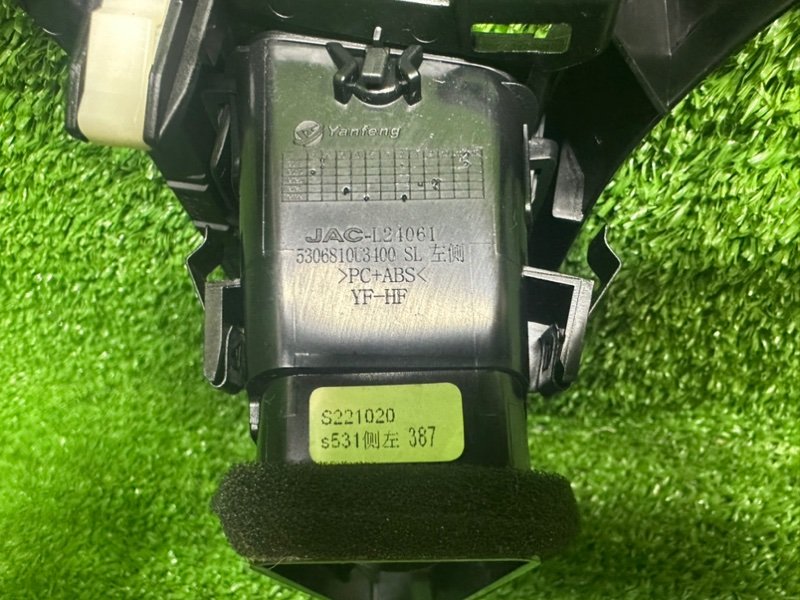 Yanfeng
JAC-L24061
5306810U3400 SL 左侧
>PC+ABS<
YF-HF
S221020
s531侧左 387